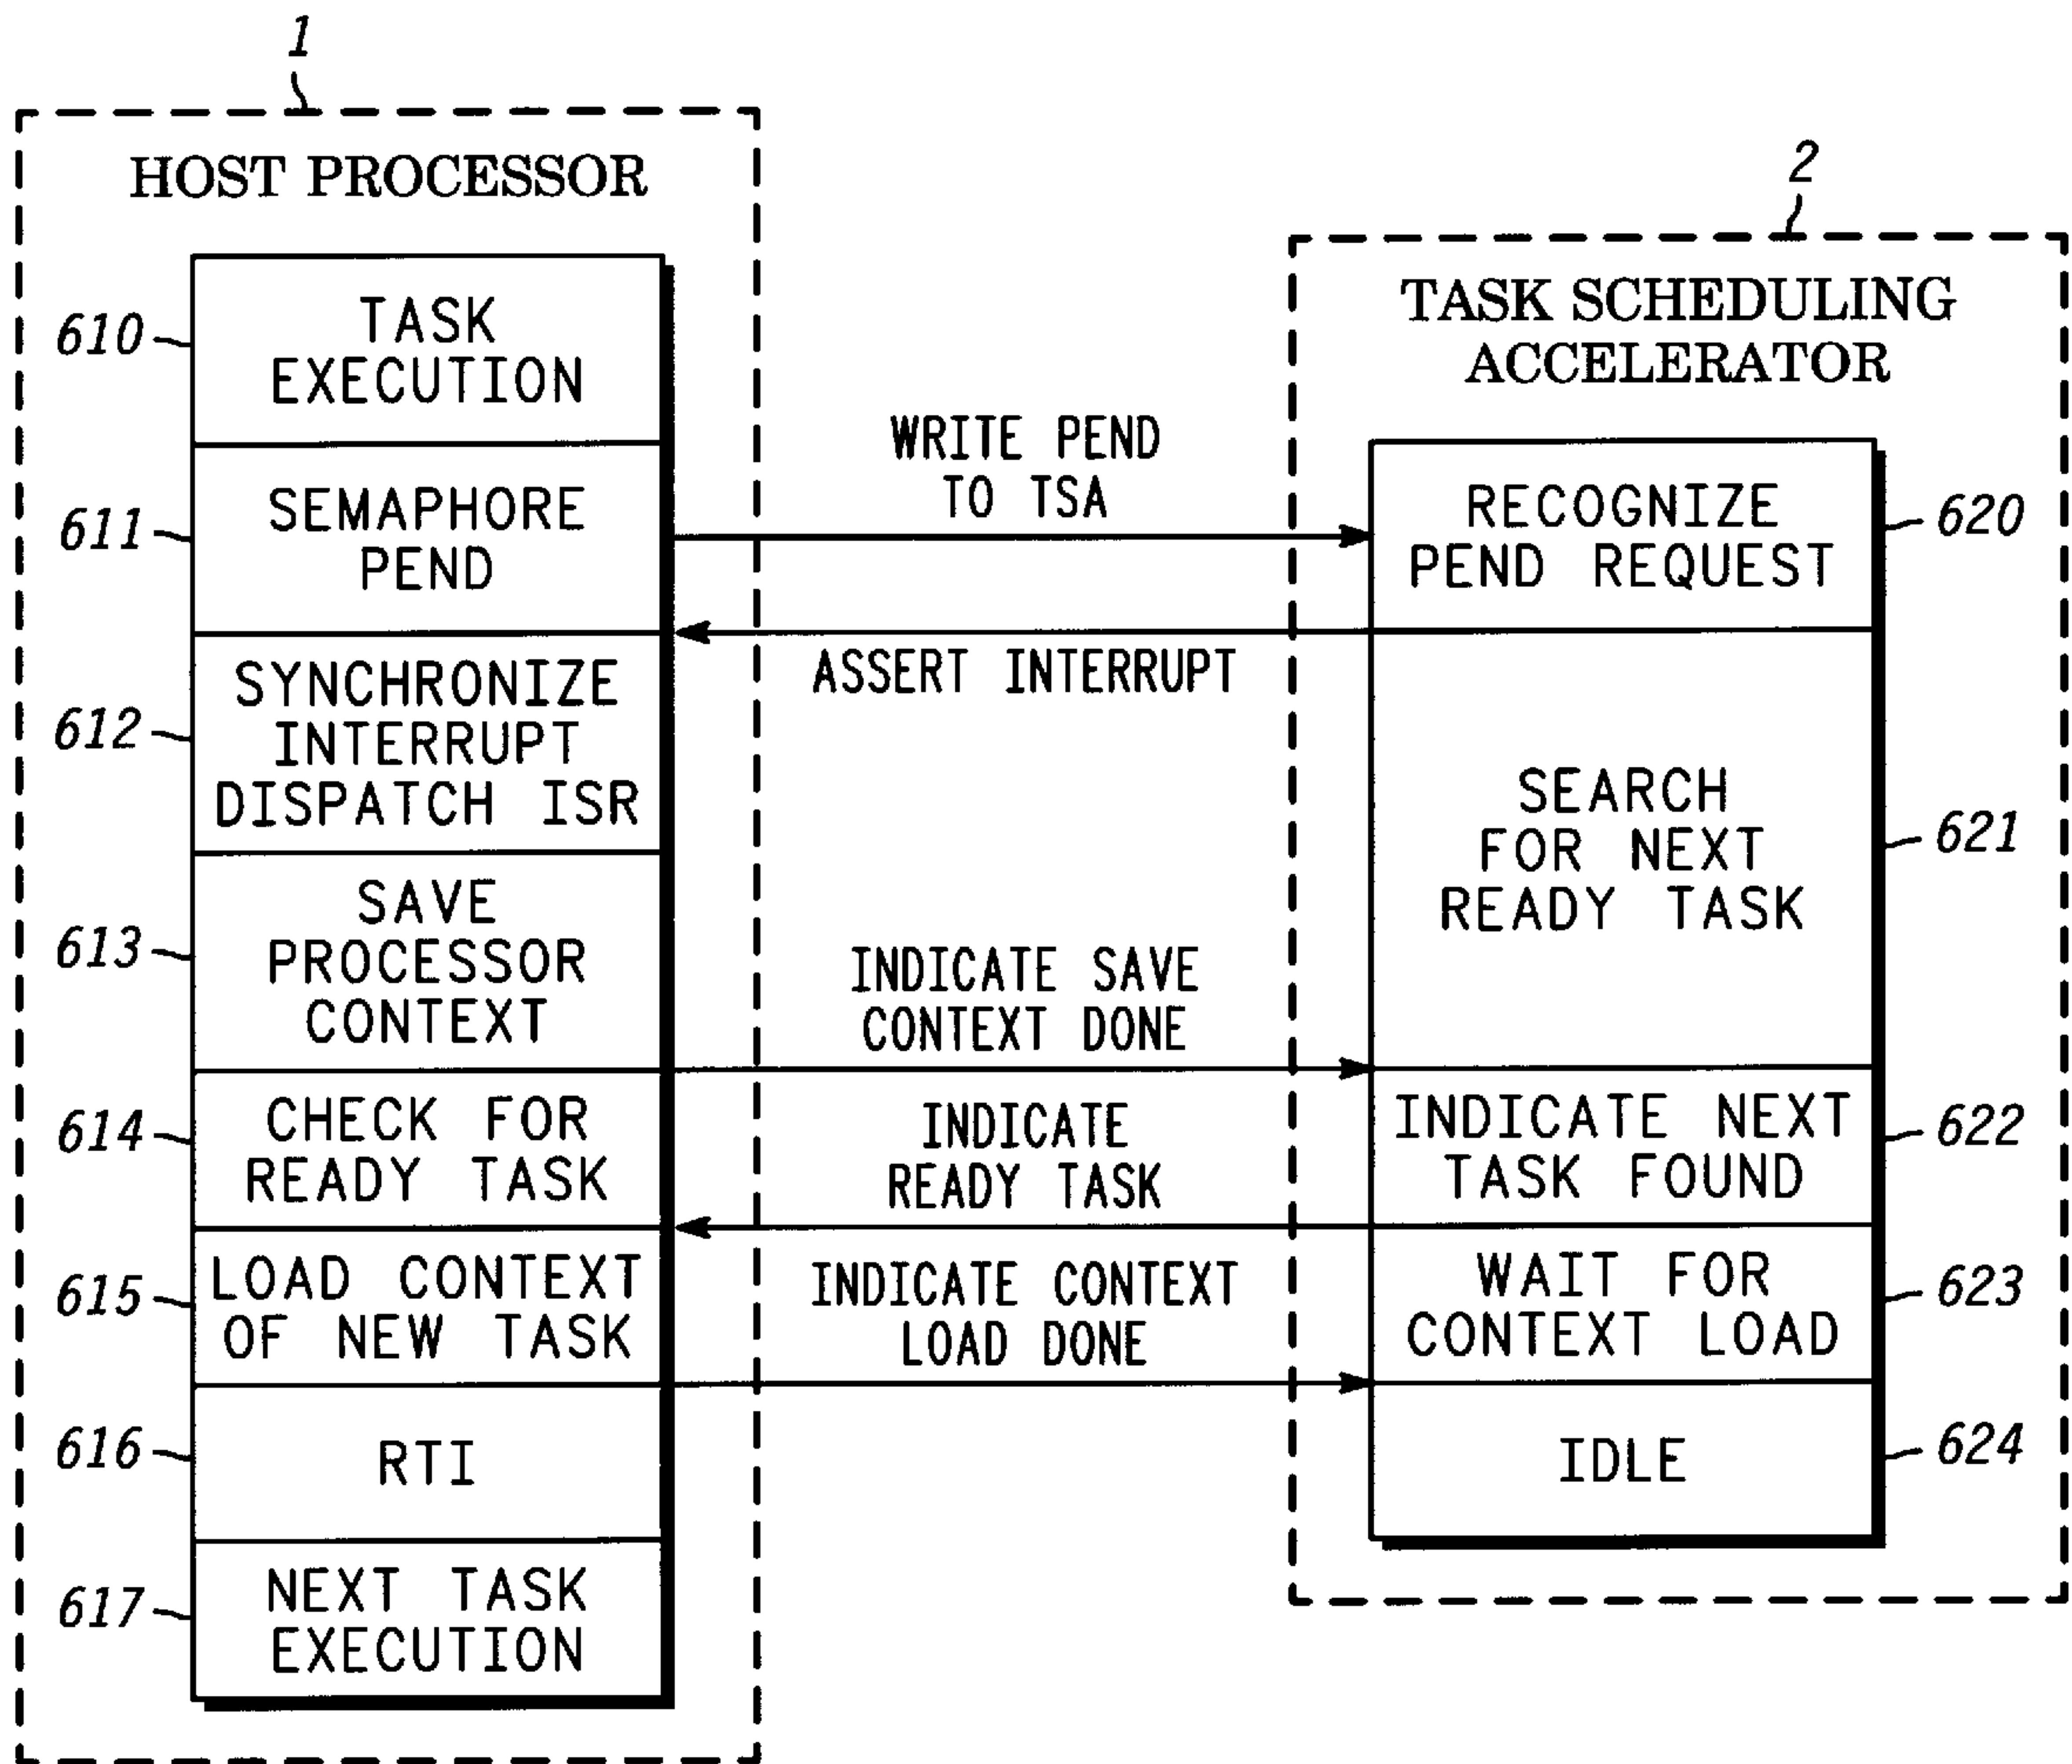 1
HOST PROCESSOR
610
TASK
EXECUTION
611
SEMAPHORE
PEND
612
SYNCHRONIZE
INTERRUPT
DISPATCH ISR
613
SAVE
PROCESSOR
CONTEXT
614
CHECK FOR
READY TASK
615
LOAD CONTEXT
OF NEW TASK
616
RTI
617
NEXT TASK
EXECUTION
WRITE PEND
TO TSA
ASSERT INTERRUPT
INDICATE SAVE
CONTEXT DONE
INDICATE
READY TASK
INDICATE CONTEXT
LOAD DONE
2
TASK SCHEDULING
ACCELERATOR
RECOGNIZE
PEND REQUEST
620
SEARCH
FOR NEXT
READY TASK
621
INDICATE NEXT
TASK FOUND
622
WAIT FOR
CONTEXT LOAD
623
IDLE
624